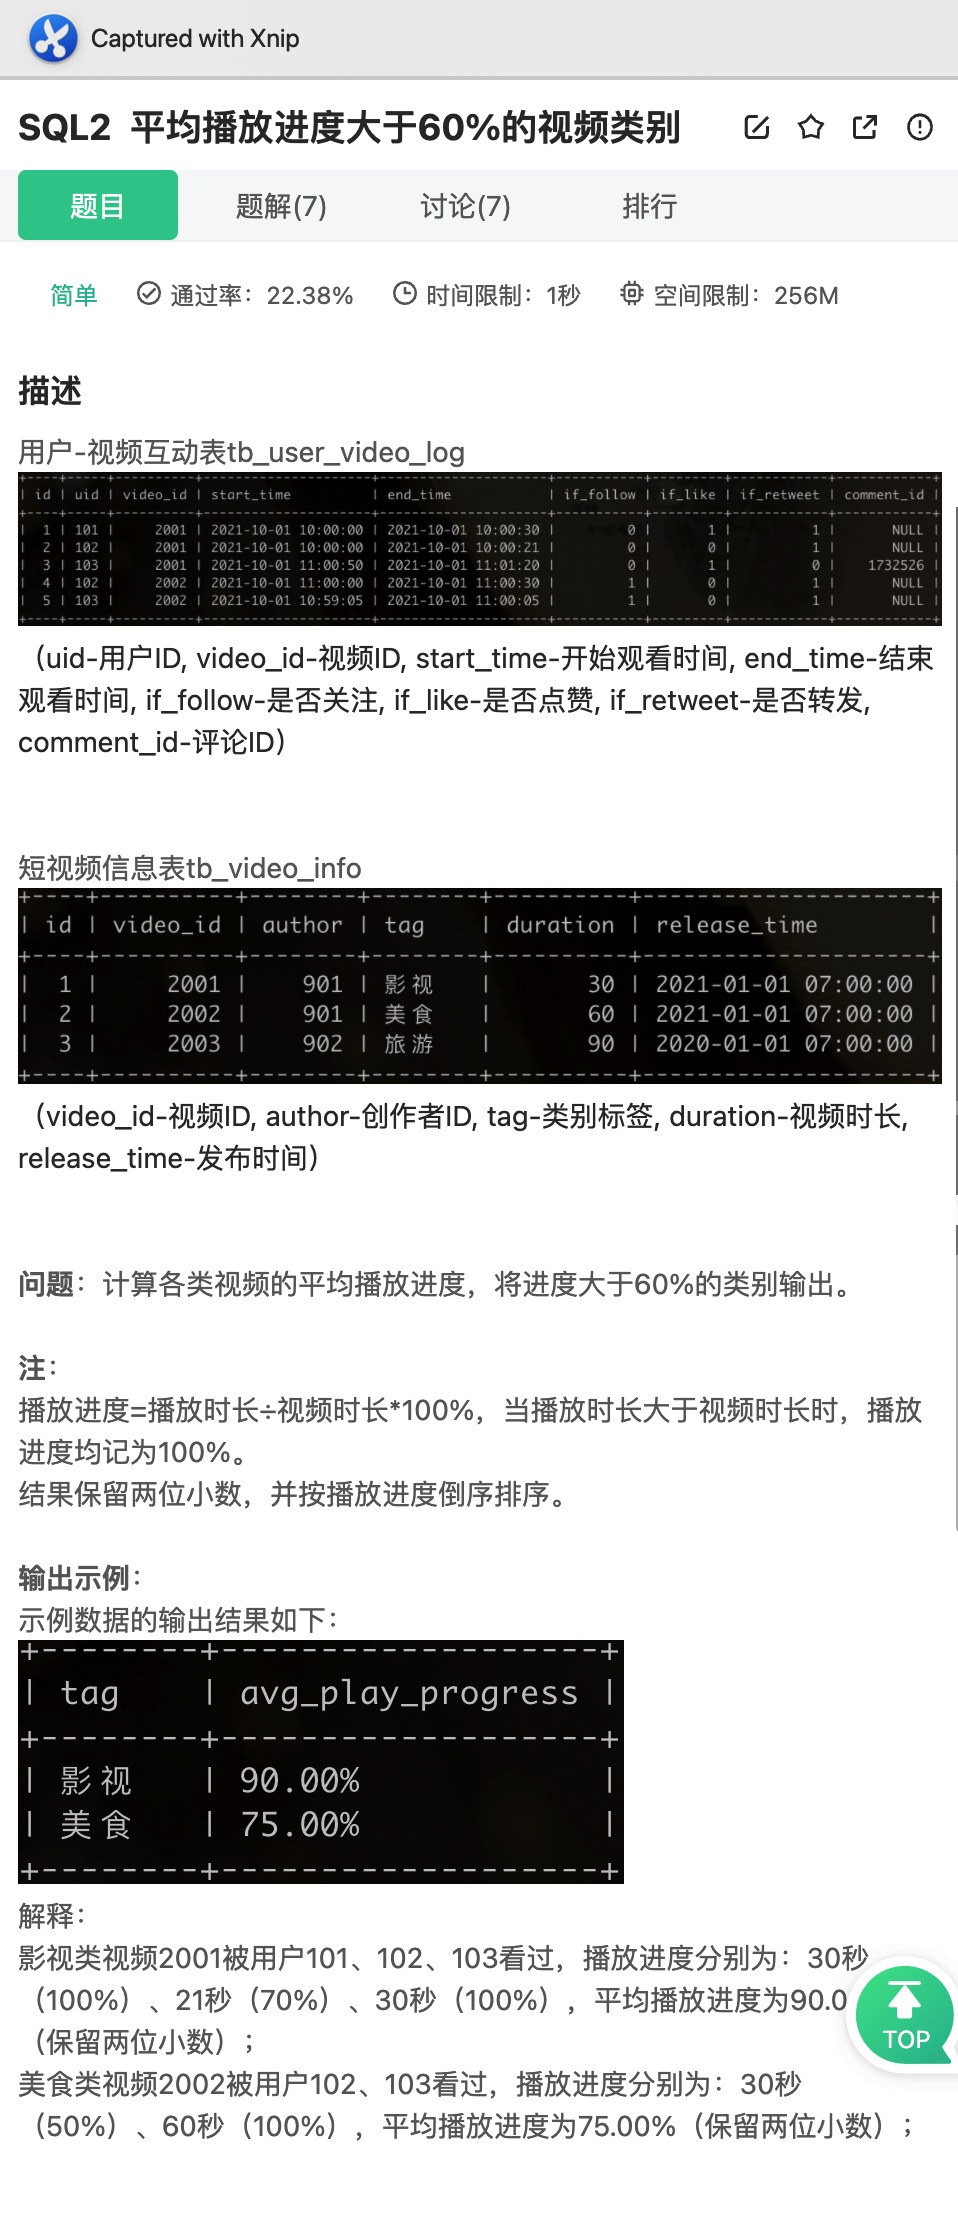 Captured with Xnip
SQL2 平均播放进度大于60%的视频类别
题目 题解(7) 讨论(7) 排行
简单 通过率：22.38% 时间限制：1秒 空间限制：256M
描述
用户-视频互动表tb_user_video_log
+----+-----+----------+---------------------+---------------------+-----------+---------+------------+------------+
| id | uid | video_id | start_time | end_time | if_follow | if_like | if_retweet | comment_id |
+----+-----+----------+---------------------+---------------------+-----------+---------+------------+------------+
| 1 | 101 | 2001 | 2021-10-01 10:00:00 | 2021-10-01 10:00:30 | 0 | 1 | 1 | NULL |
| 2 | 102 | 2001 | 2021-10-01 10:00:00 | 2021-10-01 10:00:21 | 0 | 0 | 1 | NULL |
| 3 | 103 | 2001 | 2021-10-01 11:00:50 | 2021-10-01 11:01:20 | 0 | 1 | 0 | 1732526 |
| 4 | 102 | 2002 | 2021-10-01 11:00:00 | 2021-10-01 11:00:30 | 1 | 0 | 1 | NULL |
| 5 | 103 | 2002 | 2021-10-01 10:59:05 | 2021-10-01 11:00:05 | 1 | 0 | 1 | NULL |
+----+-----+----------+---------------------+---------------------+-----------+---------+------------+------------+
（uid-用户ID, video_id-视频ID, start_time-开始观看时间, end_time-结束
观看时间, if_follow-是否关注, if_like-是否点赞, if_retweet-是否转发,
comment_id-评论ID）
短视频信息表tb_video_info
+----+----------+--------+--------+----------+---------------------+
| id | video_id | author | tag | duration | release_time |
+----+----------+--------+--------+----------+---------------------+
| 1 | 2001 | 901 | 影视 | 30 | 2021-01-01 07:00:00 |
| 2 | 2002 | 901 | 美食 | 60 | 2021-01-01 07:00:00 |
| 3 | 2003 | 902 | 旅游 | 90 | 2020-01-01 07:00:00 |
+----+----------+--------+--------+----------+---------------------+
（video_id-视频ID, author-创作者ID, tag-类别标签, duration-视频时长,
release_time-发布时间）
问题：计算各类视频的平均播放进度，将进度大于60%的类别输出。
注：
播放进度=播放时长÷视频时长*100%，当播放时长大于视频时长时，播放
进度均记为100%。
结果保留两位小数，并按播放进度倒序排序。
输出示例：
示例数据的输出结果如下：
+--------+-------------------+
| tag | avg_play_progress |
+--------+-------------------+
| 影视 | 90.00% |
| 美食 | 75.00% |
+--------+-------------------+
解释：
影视类视频2001被用户101、102、103看过，播放进度分别为：30秒
（100%）、21秒（70%）、30秒（100%），平均播放进度为90.0
（保留两位小数）；
TOP
美食类视频2002被用户102、103看过，播放进度分别为：30秒
（50%）、60秒（100%），平均播放进度为75.00%（保留两位小数）；